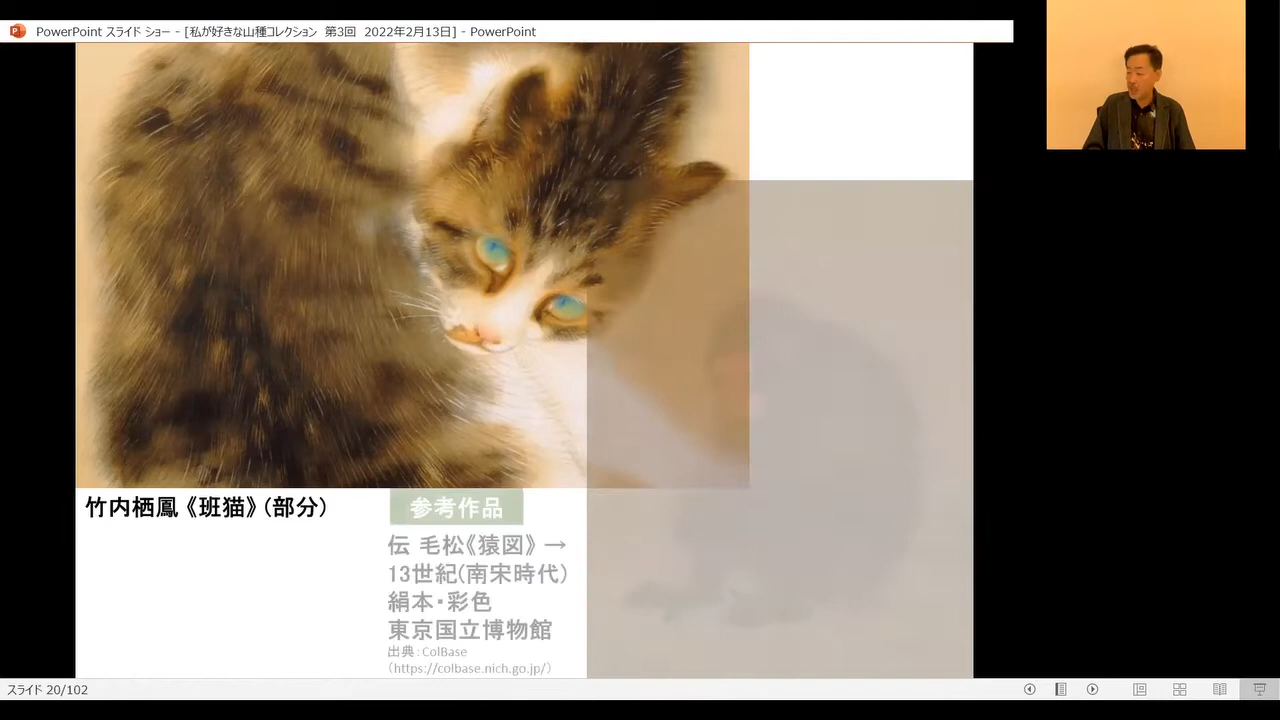 PowerPoint スライド ショー - [私が好きな山種コレクション 第3回 2022年2月13日] - PowerPoint
竹内栖鳳《班猫》(部分)
参考作品
伝 毛松《猿図》→
13世紀(南宋時代)
絹本・彩色
東京国立博物館
出典:ColBase
(https://colbase.nich.go.jp/)
スライド 20/102